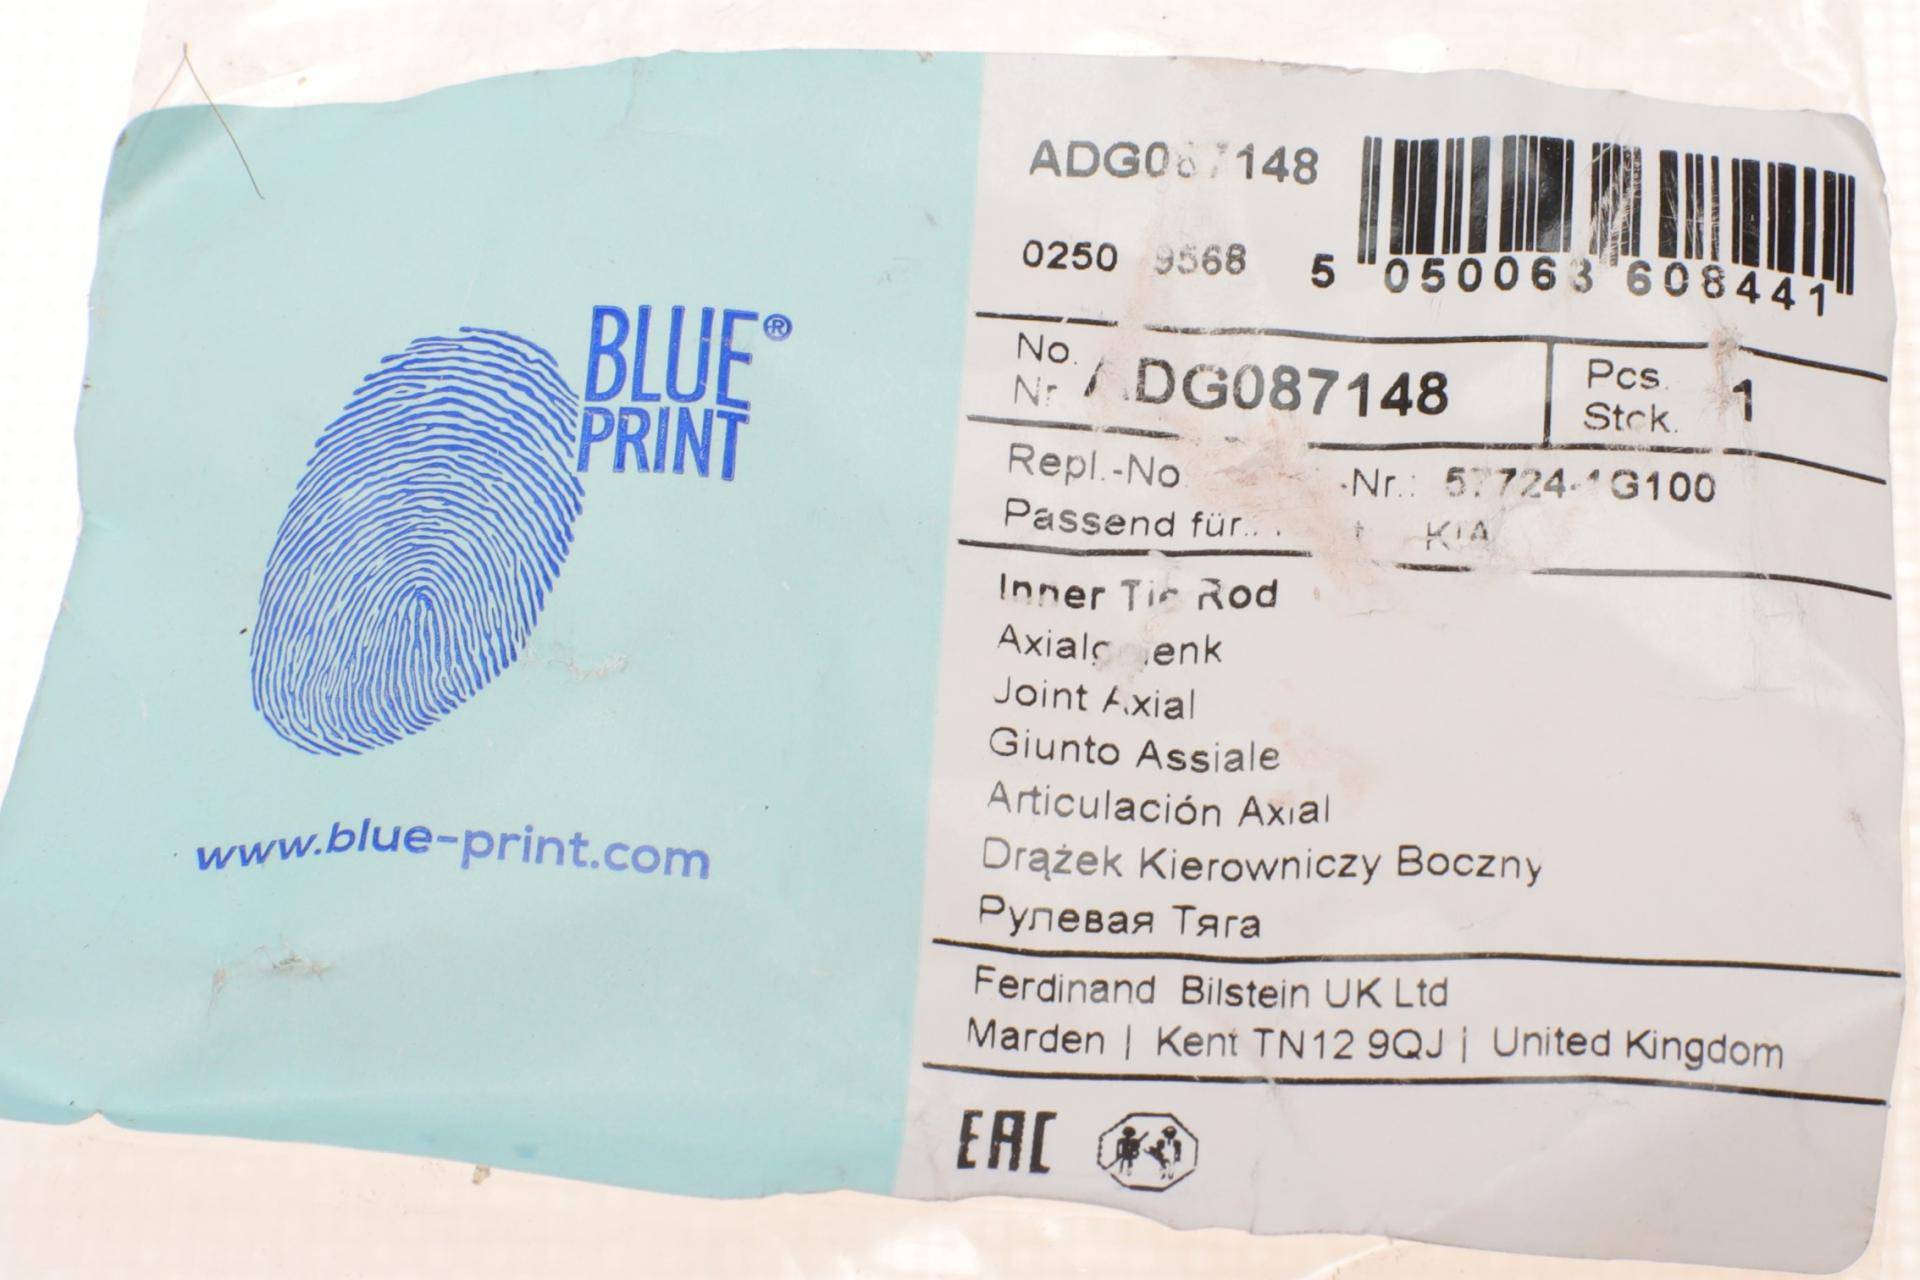 BLUE®
PRINT
www.blue-print.com
ADG087148
0250 9568
5 050063 608441
No.
Nr. ADG087148
Pcs.
Stck. 1
Repl.-No. -Nr.: 57724-1G100
Passend für... KIA
Inner Tie Rod
Axialgelenk
Joint Axial
Giunto Assiale
Articulación Axial
Drążek Kierowniczy Boczny
Рулевая Тяга
Ferdinand Bilstein UK Ltd
Marden | Kent TN12 9QJ | United Kingdom
EAC